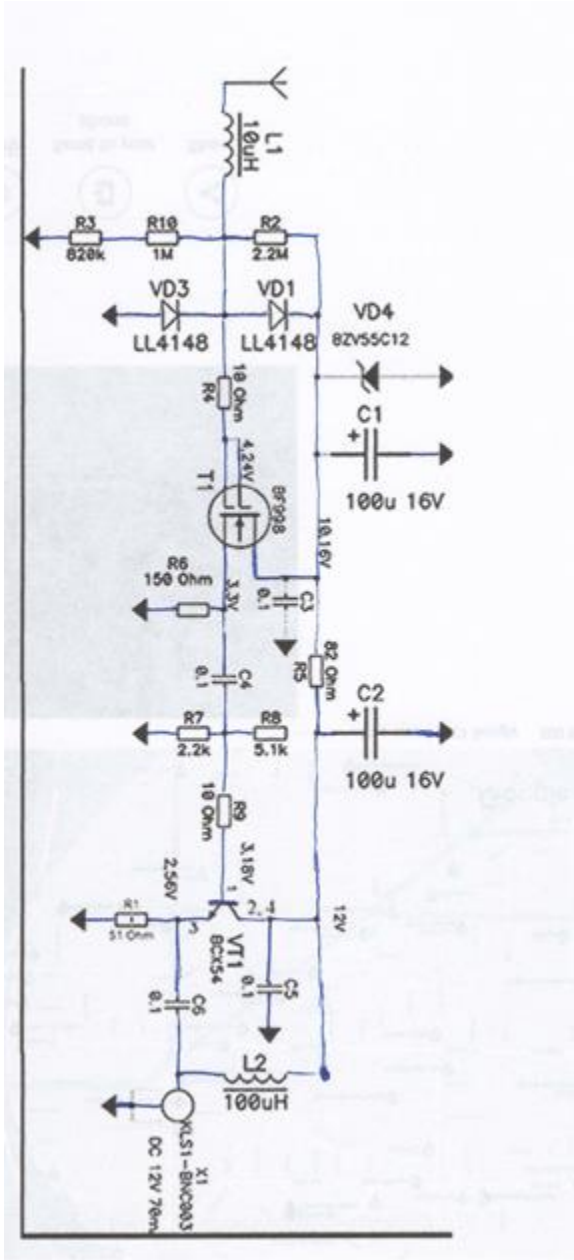 L1
10uH
R3
820k
R10
1M
R2
2.2M
VD3
LL4148
VD1
LL4148
VD4
BZV55C12
R4
10 Ohm
C1
+
100u 16V
4,24V
T1
BF998
10,16V
R6
150 Ohm
3,3V
C3
0.1
C4
0.1
82 Ohm
R5
C2
+
100u 16V
R7
2.2k
R8
5.1k
R9
10 Ohm
3,18V
1
2,56V
R1
51 Ohm
3
2,4
VT1
BCX54
12V
C5
0.1
C6
0.1
L2
100uH
X1
KLS1-BNC003
DC 12V 70m